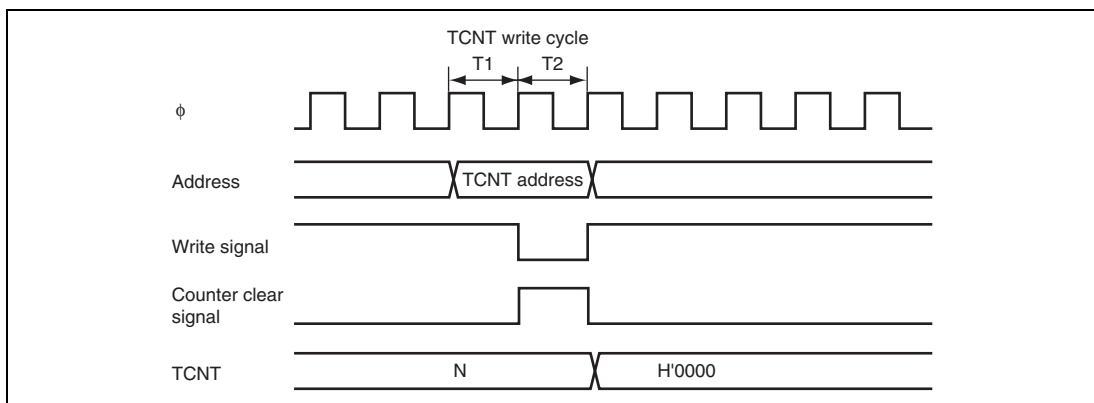 TCNT write cycle
T1 T2
ϕ
Address TCNT address
Write signal
Counter clear
signal
TCNT N H'0000